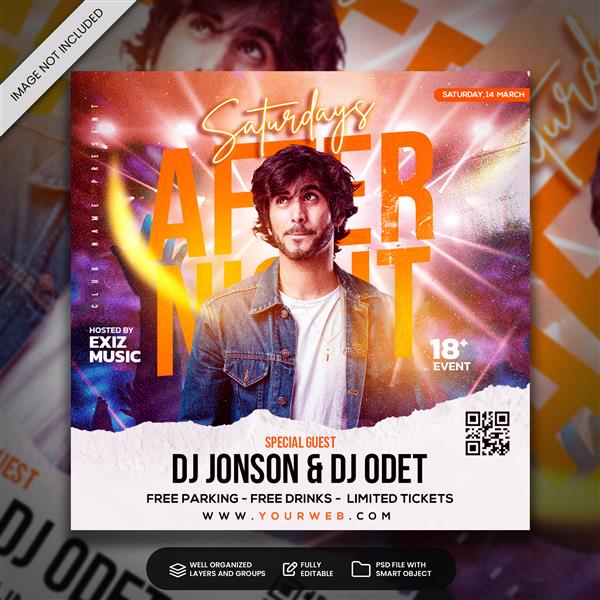 IMAGE NOT INCLUDED
SATURDAY, 14 MARCH
CLUB NAME PRESENT
Saturdays
AFTER
NIGHT
HOSTED BY
EXIZ
MUSIC
18+
EVENT
SPECIAL GUEST
DJ JONSON & DJ ODET
FREE PARKING - FREE DRINKS - LIMITED TICKETS
WWW.YOURWEB.COM
WELL ORGANIZED
LAYERS AND GROUPS
FULLY
EDITABLE
PSD FILE WITH
SMART OBJECT